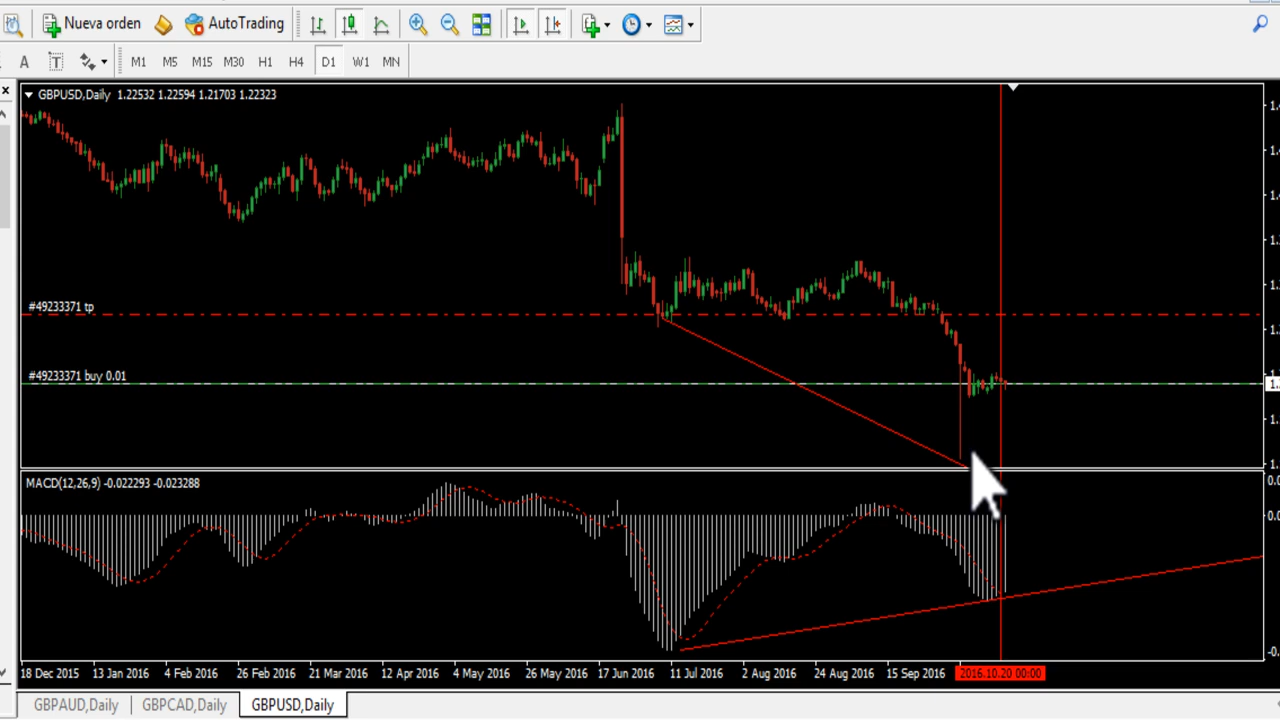 Nueva orden AutoTrading
A T M1 M5 M15 M30 H1 H4 D1 W1 MN
GBPUSD,Daily 1.22532 1.22594 1.21703 1.22323
#49233371 tp
#49233371 buy 0.01
MACD(12,26,9) -0.022293 -0.023288
18 Dec 2015 13 Jan 2016 4 Feb 2016 26 Feb 2016 21 Mar 2016 12 Apr 2016 4 May 2016 26 May 2016 17 Jun 2016 11 Jul 2016 2 Aug 2016 24 Aug 2016 15 Sep 2016 2016.10.20 00:00
GBPAUD,Daily GBPCAD,Daily GBPUSD,Daily